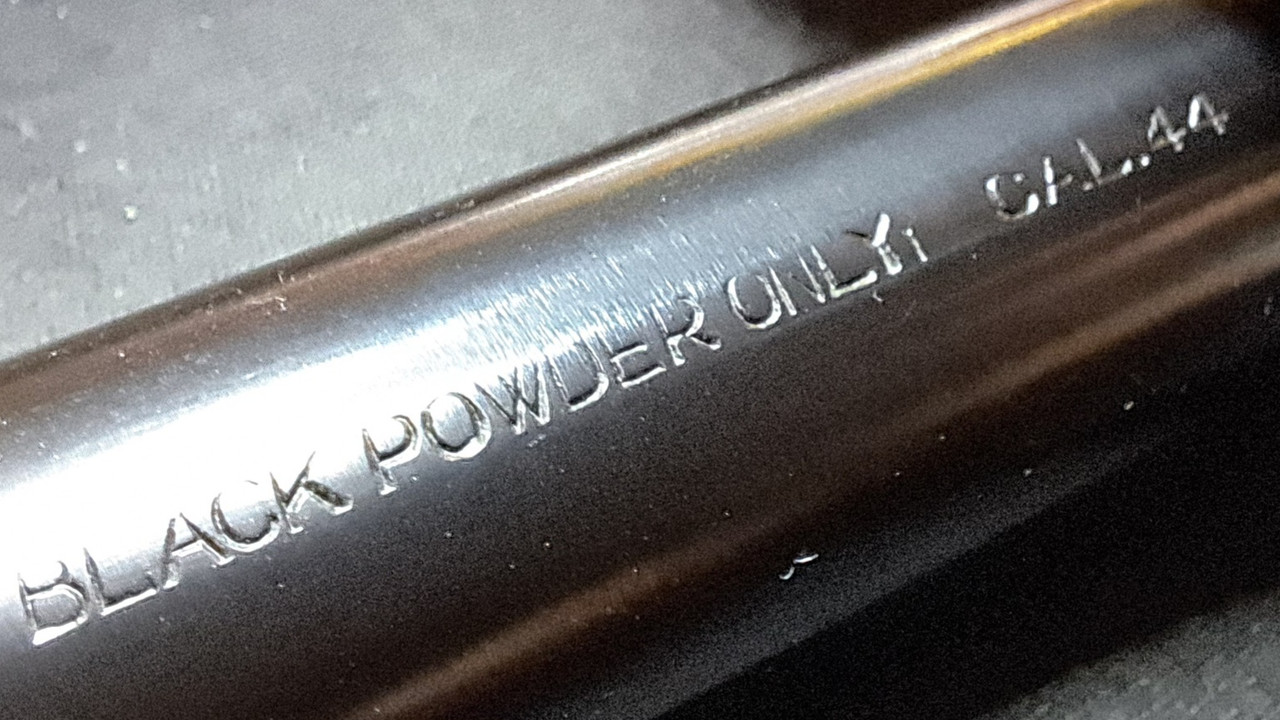 BLACK POWDER ONLY, CAL..44